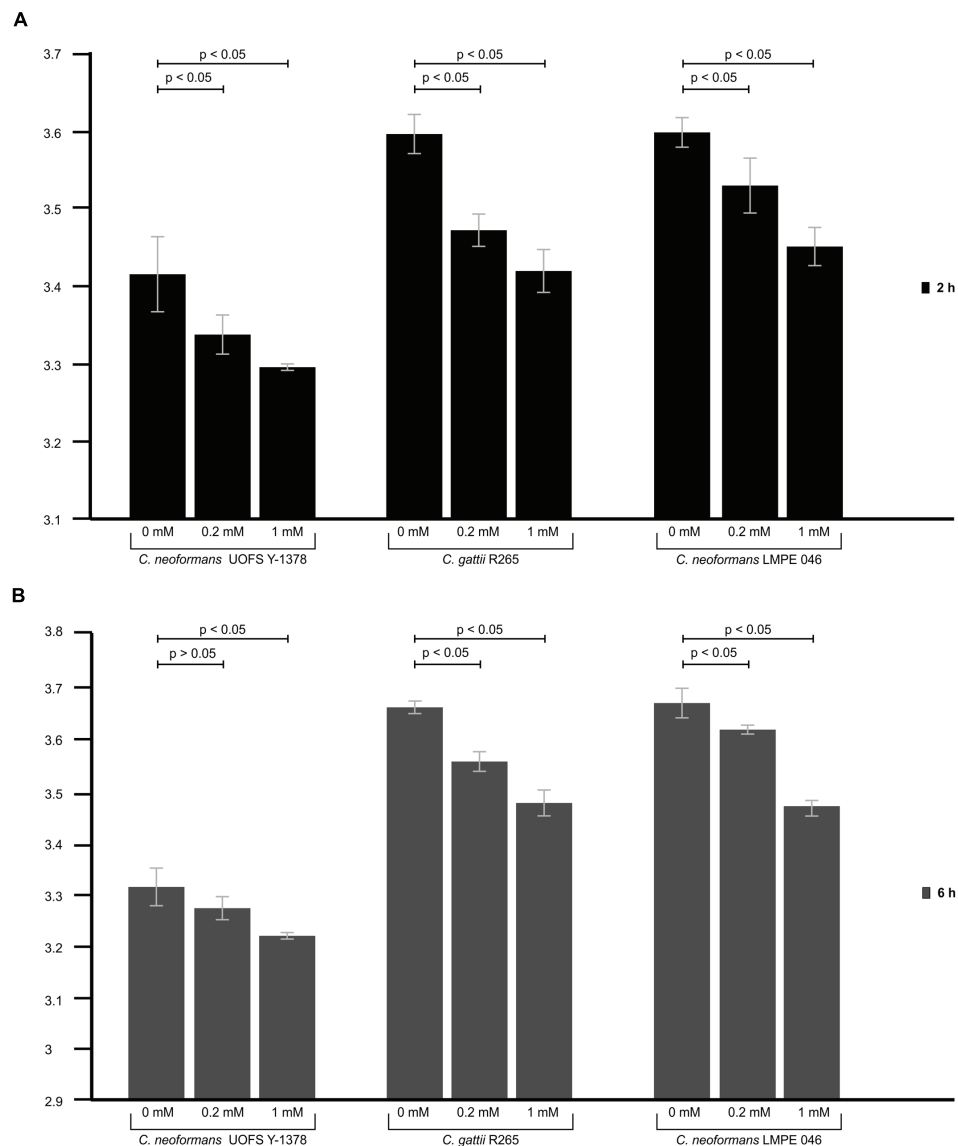 A
3.7
p < 0.05 p < 0.05 p < 0.05
p < 0.05 p < 0.05 p < 0.05
3.6
3.5
3.4
2 h
3.3
3.2
3.1
0 mM 0.2 mM 1 mM 0 mM 0.2 mM 1 mM 0 mM 0.2 mM 1 mM
C. neoformans UOFS Y-1378 C. gattii R265 C. neoformans LMPE 046
B
3.8
p < 0.05 p < 0.05 p < 0.05
p > 0.05 p < 0.05 p < 0.05
3.7
3.6
3.5
3.4
3.3
6 h
3.2
3.1
3
2.9
0 mM 0.2 mM 1 mM 0 mM 0.2 mM 1 mM 0 mM 0.2 mM 1 mM
C. neoformans UOFS Y-1378 C. gattii R265 C. neoformans LMPE 046